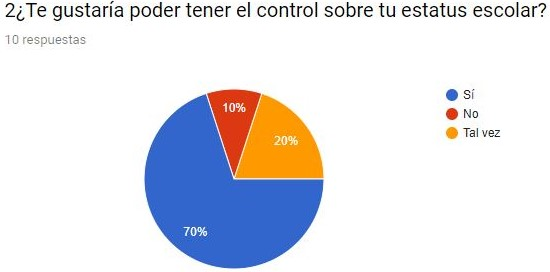 2¿Te gustaría poder tener el control sobre tu estatus escolar?
10 respuestas
Sí
No
Tal vez
10%
20%
70%